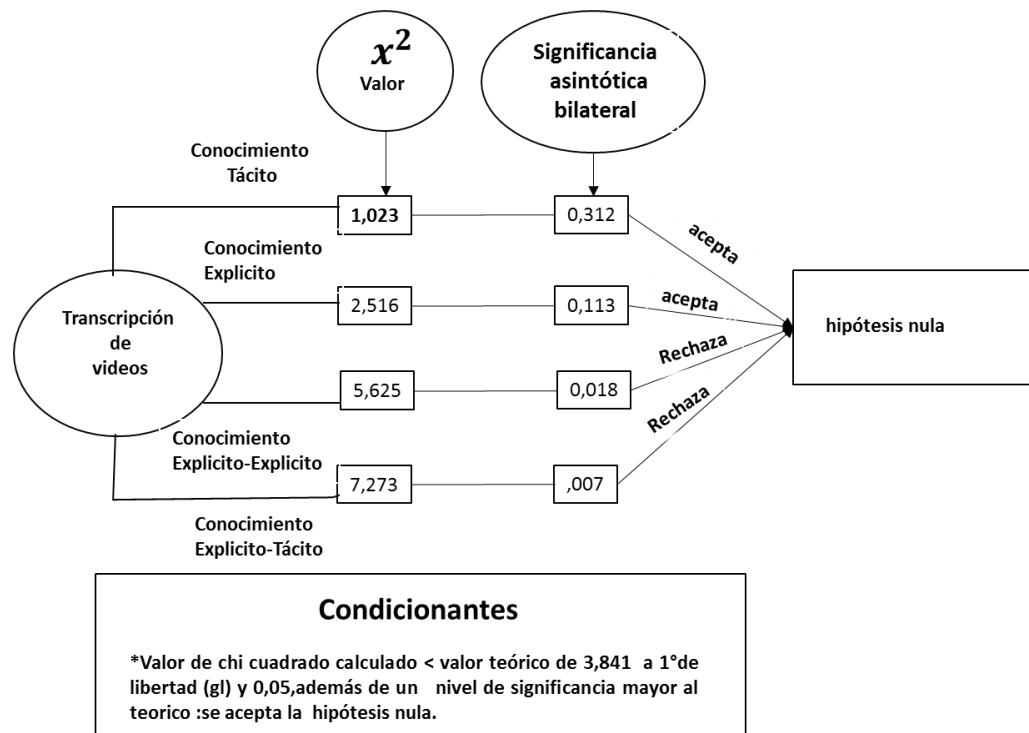 x²
Valor
Significancia
asintótica
bilateral
Conocimiento
Tácito
1,023
0,312
acepta
Conocimiento
Explicito
2,516
0,113
acepta
Transcripción
de
videos
hipótesis nula
Rechaza
5,625
0,018
Rechaza
Conocimiento
Explicito-Explicito
7,273
,007
Conocimiento
Explicito-Tácito
Condicionantes
*Valor de chi cuadrado calculado < valor teórico de 3,841 a 1°de
libertad (gl) y 0,05,además de un nivel de significancia mayor al
teorico :se acepta la hipótesis nula.